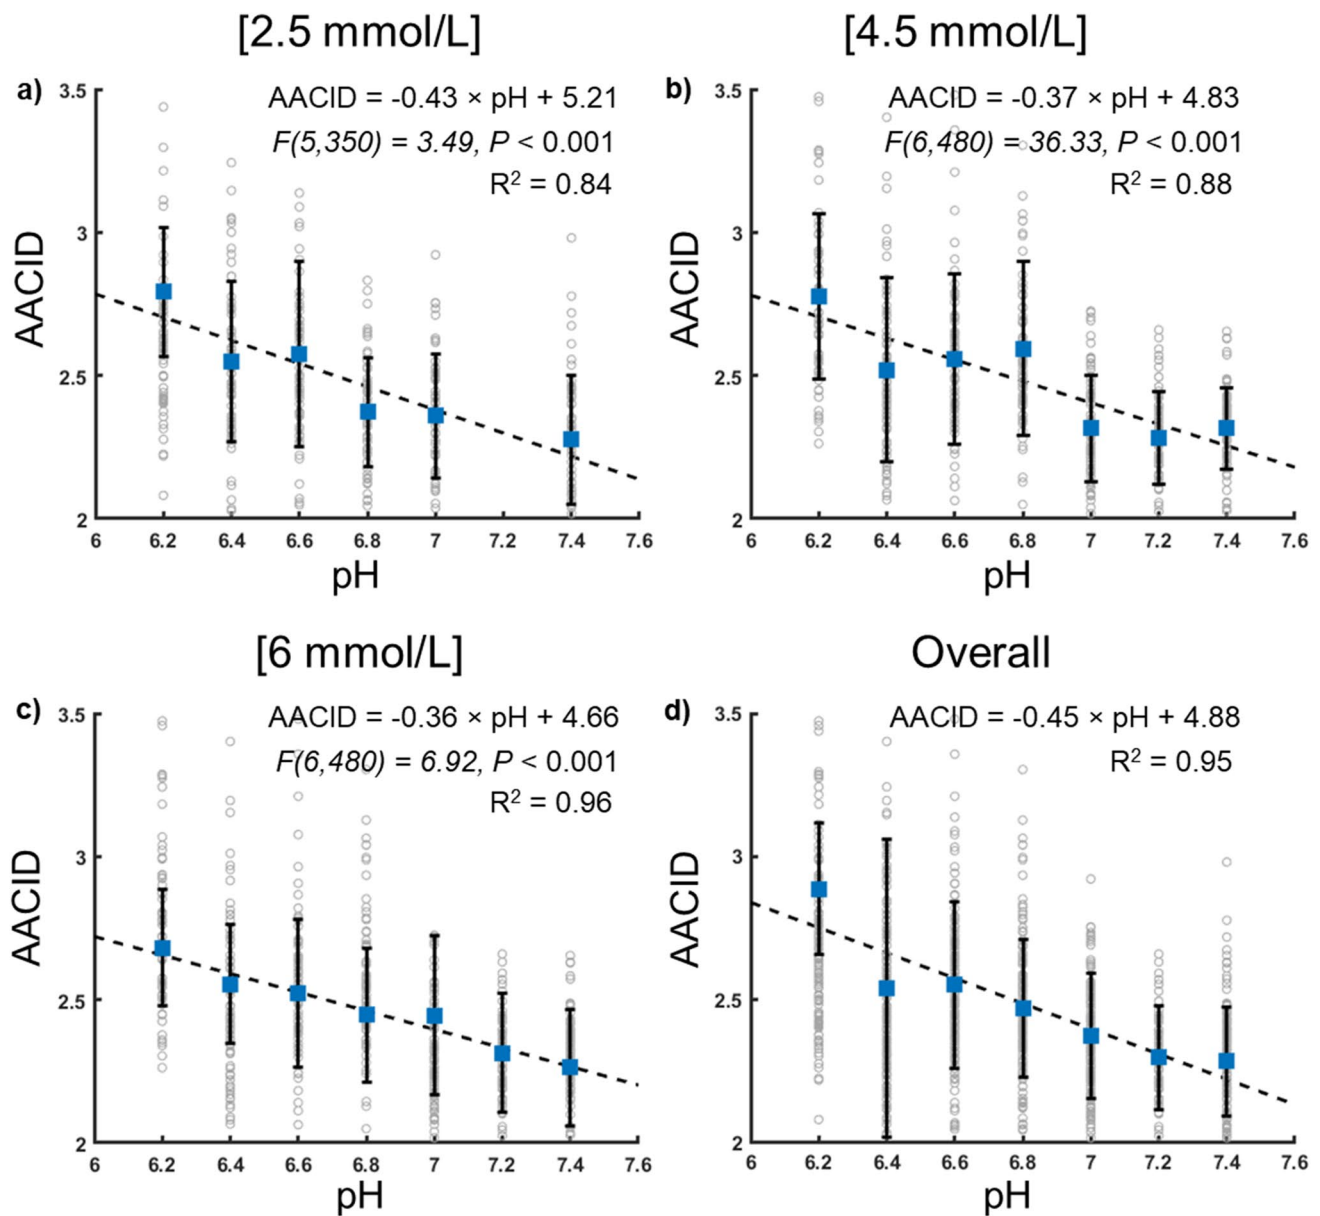 [2.5 mmol/L]
a)
AACID = -0.43 × pH + 5.21
F(5,350) = 3.49, P < 0.001
R² = 0.84
3.5
3
2.5
2
AACID
6 6.2 6.4 6.6 6.8 7 7.2 7.4 7.6
pH
[4.5 mmol/L]
b)
AACID = -0.37 × pH + 4.83
F(6,480) = 36.33, P < 0.001
R² = 0.88
3.5
3
2.5
2
AACID
6 6.2 6.4 6.6 6.8 7 7.2 7.4 7.6
pH
[6 mmol/L]
c)
AACID = -0.36 × pH + 4.66
F(6,480) = 6.92, P < 0.001
R² = 0.96
3.5
3
2.5
2
AACID
6 6.2 6.4 6.6 6.8 7 7.2 7.4 7.6
pH
Overall
d)
AACID = -0.45 × pH + 4.88
R² = 0.95
3.5
3
2.5
2
AACID
6 6.2 6.4 6.6 6.8 7 7.2 7.4 7.6
pH